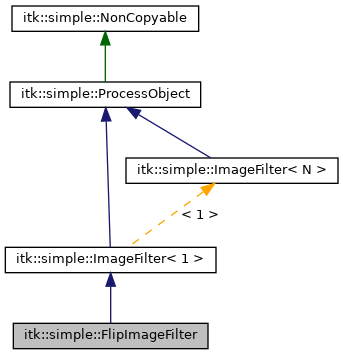 itk::simple::NonCopyable
itk::simple::ProcessObject
itk::simple::ImageFilter< N >
< 1 >
itk::simple::ImageFilter< 1 >
itk::simple::FlipImageFilter